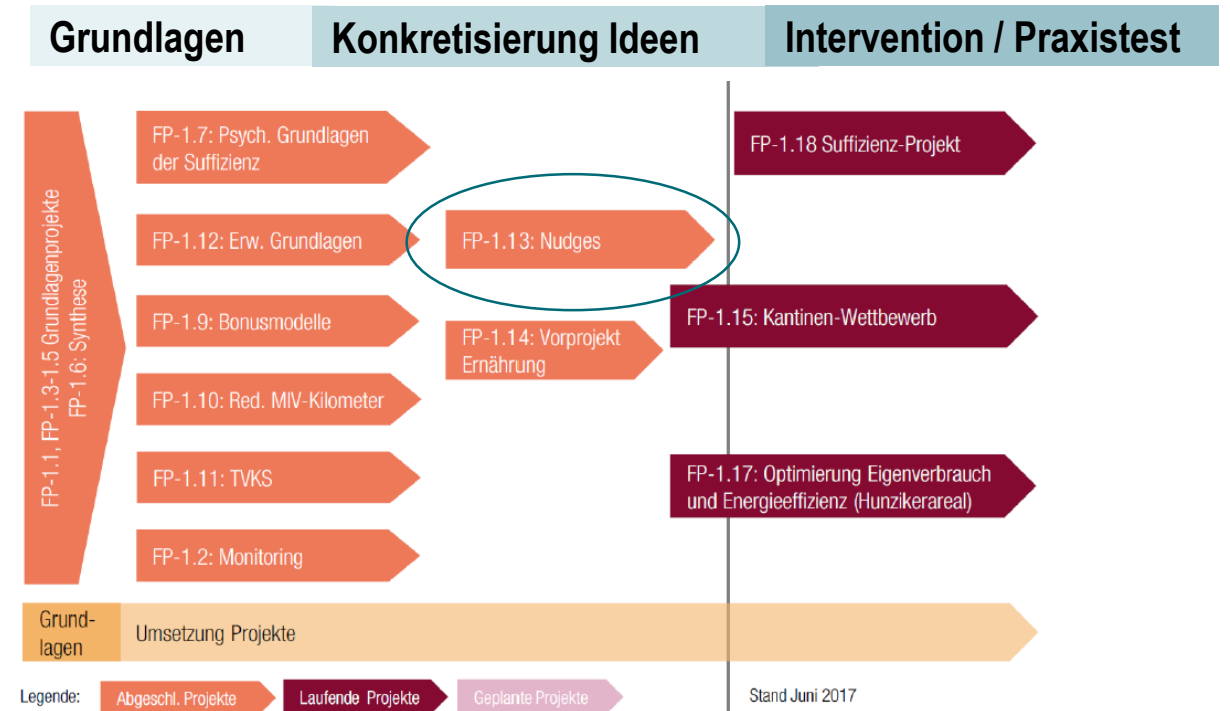 Grundlagen
Konkretisierung Ideen
Intervention / Praxistest
FP-1.1, FP-1.3-1.5 Grundlagenprojekte
FP-1.6: Synthese
FP-1.7: Psych. Grundlagen
der Suffizienz
FP-1.18 Suffizienz-Projekt
FP-1.12: Erw. Grundlagen
FP-1.13: Nudges
FP-1.9: Bonusmodelle
FP-1.14: Vorprojekt
Ernährung
FP-1.15: Kantinen-Wettbewerb
FP-1.10: Red. MIV-Kilometer
FP-1.11: TVKS
FP-1.17: Optimierung Eigenverbrauch
und Energieeffizienz (Hunzikerareal)
FP-1.2: Monitoring
Grund-
lagen
Umsetzung Projekte
Legende:
Abgeschl. Projekte
Laufende Projekte
Geplante Projekte
Stand Juni 2017